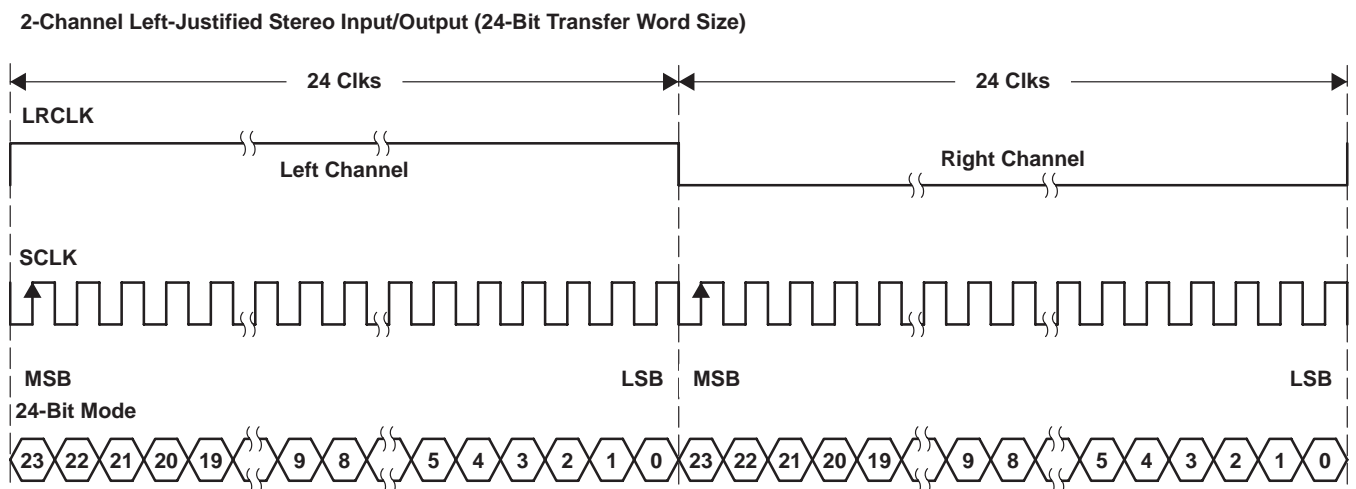 2-Channel Left-Justified Stereo Input/Output (24-Bit Transfer Word Size)
24 Clks 24 Clks
LRCLK
Left Channel Right Channel
SCLK
MSB LSB MSB LSB
24-Bit Mode
23 22 21 20 19 9 8 5 4 3 2 1 0 23 22 21 20 19 9 8 5 4 3 2 1 0